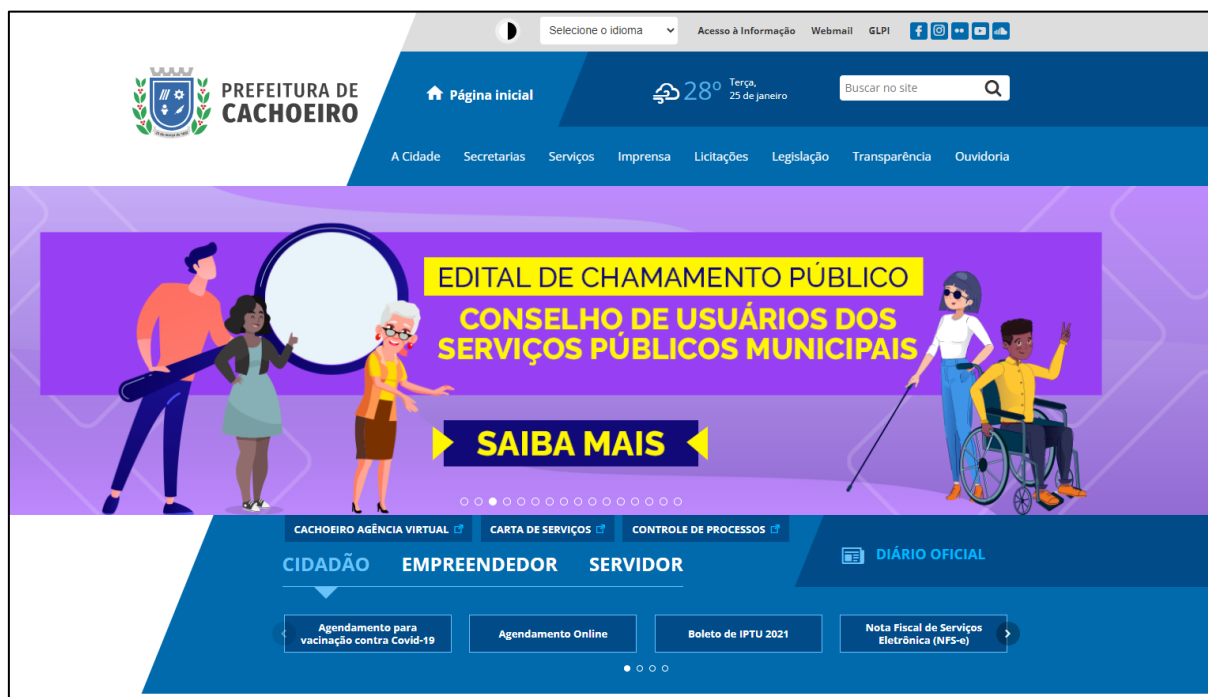 Selecione o idioma
Acesso à Informação Webmail GLPI
PREFEITURA DE
CACHOEIRO
Página inicial
28º Terça,
25 de janeiro
Buscar no site
A Cidade Secretarias Serviços Imprensa Licitações Legislação Transparência Ouvidoria
EDITAL DE CHAMAMENTO PÚBLICO
CONSELHO DE USUÁRIOS DOS
SERVIÇOS PÚBLICOS MUNICIPAIS
SAIBA MAIS
CACHOEIRO AGÊNCIA VIRTUAL CARTA DE SERVIÇOS CONTROLE DE PROCESSOS
CIDADÃO EMPREENDEDOR SERVIDOR
DIÁRIO OFICIAL
Agendamento para
vacinação contra Covid-19
Agendamento Online
Boleto de IPTU 2021
Nota Fiscal de Serviços
Eletrônica (NFS-e)